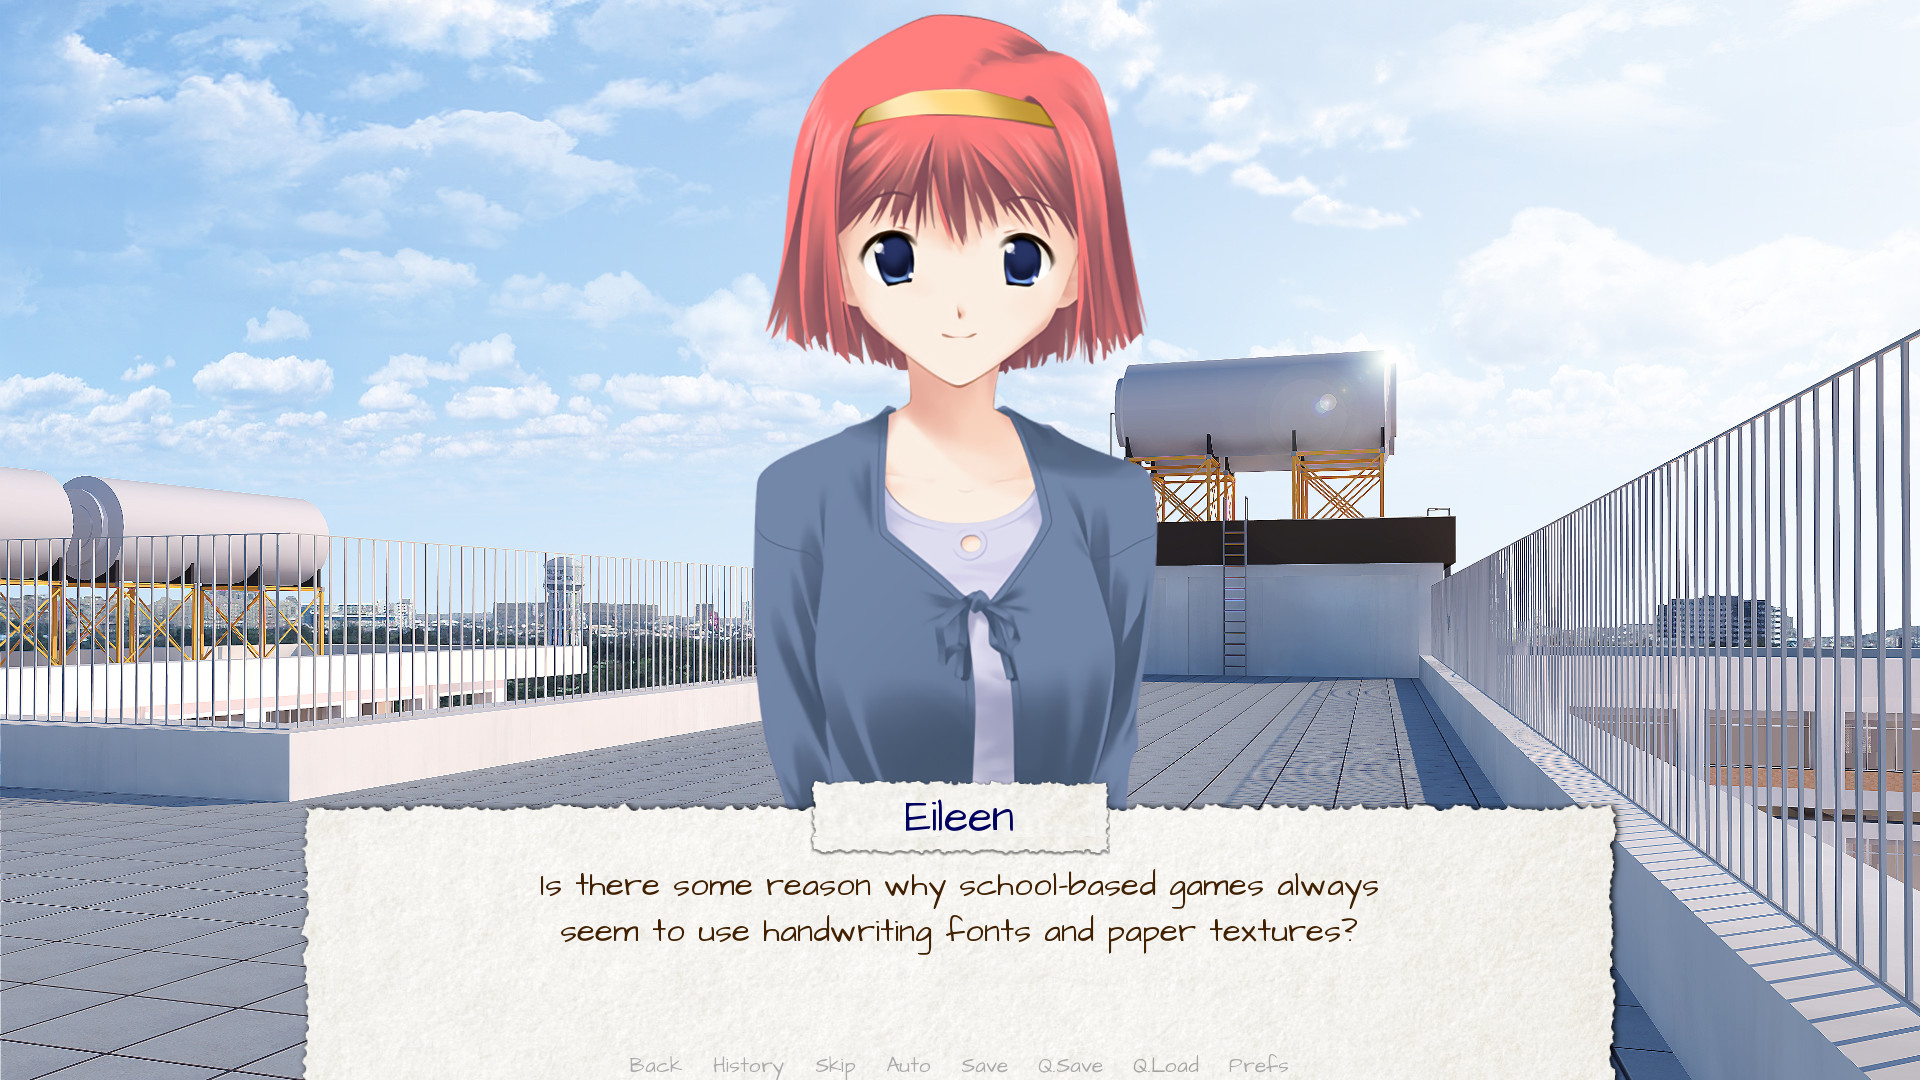 Eileen
Is there some reason why school-based games always
seem to use handwriting fonts and paper textures?
Back History Skip Auto Save Q.Save Q.Load Prefs